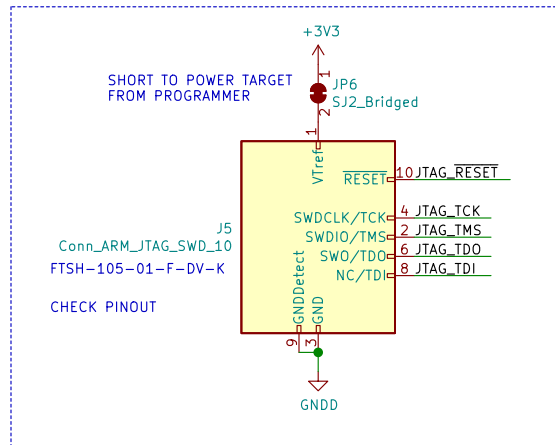 +3V3
SHORT TO POWER TARGET
FROM PROGRAMMER
1
JP6
SJ2_Bridged
2
1
VTref
RESET
10 JTAG_RESET
J5
Conn_ARM_JTAG_SWD_10
FTSH-105-01-F-DV-K
CHECK PINOUT
SWDCLK/TCK
4 JTAG_TCK
SWDIO/TMS
2 JTAG_TMS
SWO/TDO
6 JTAG_TDO
NC/TDI
8 JTAG_TDI
GNDDetect
GND
9
3
GNDD